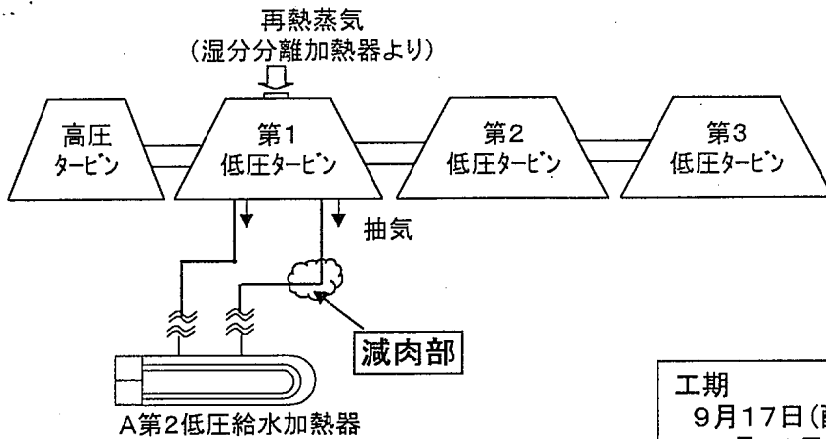 再熱蒸気
(湿分分離加熱器より)
高圧
タービン
第1
低圧タービン
第2
低圧タービン
第3
低圧タービン
抽気
減肉部
A第2低圧給水加熱器
工期
9月17日(